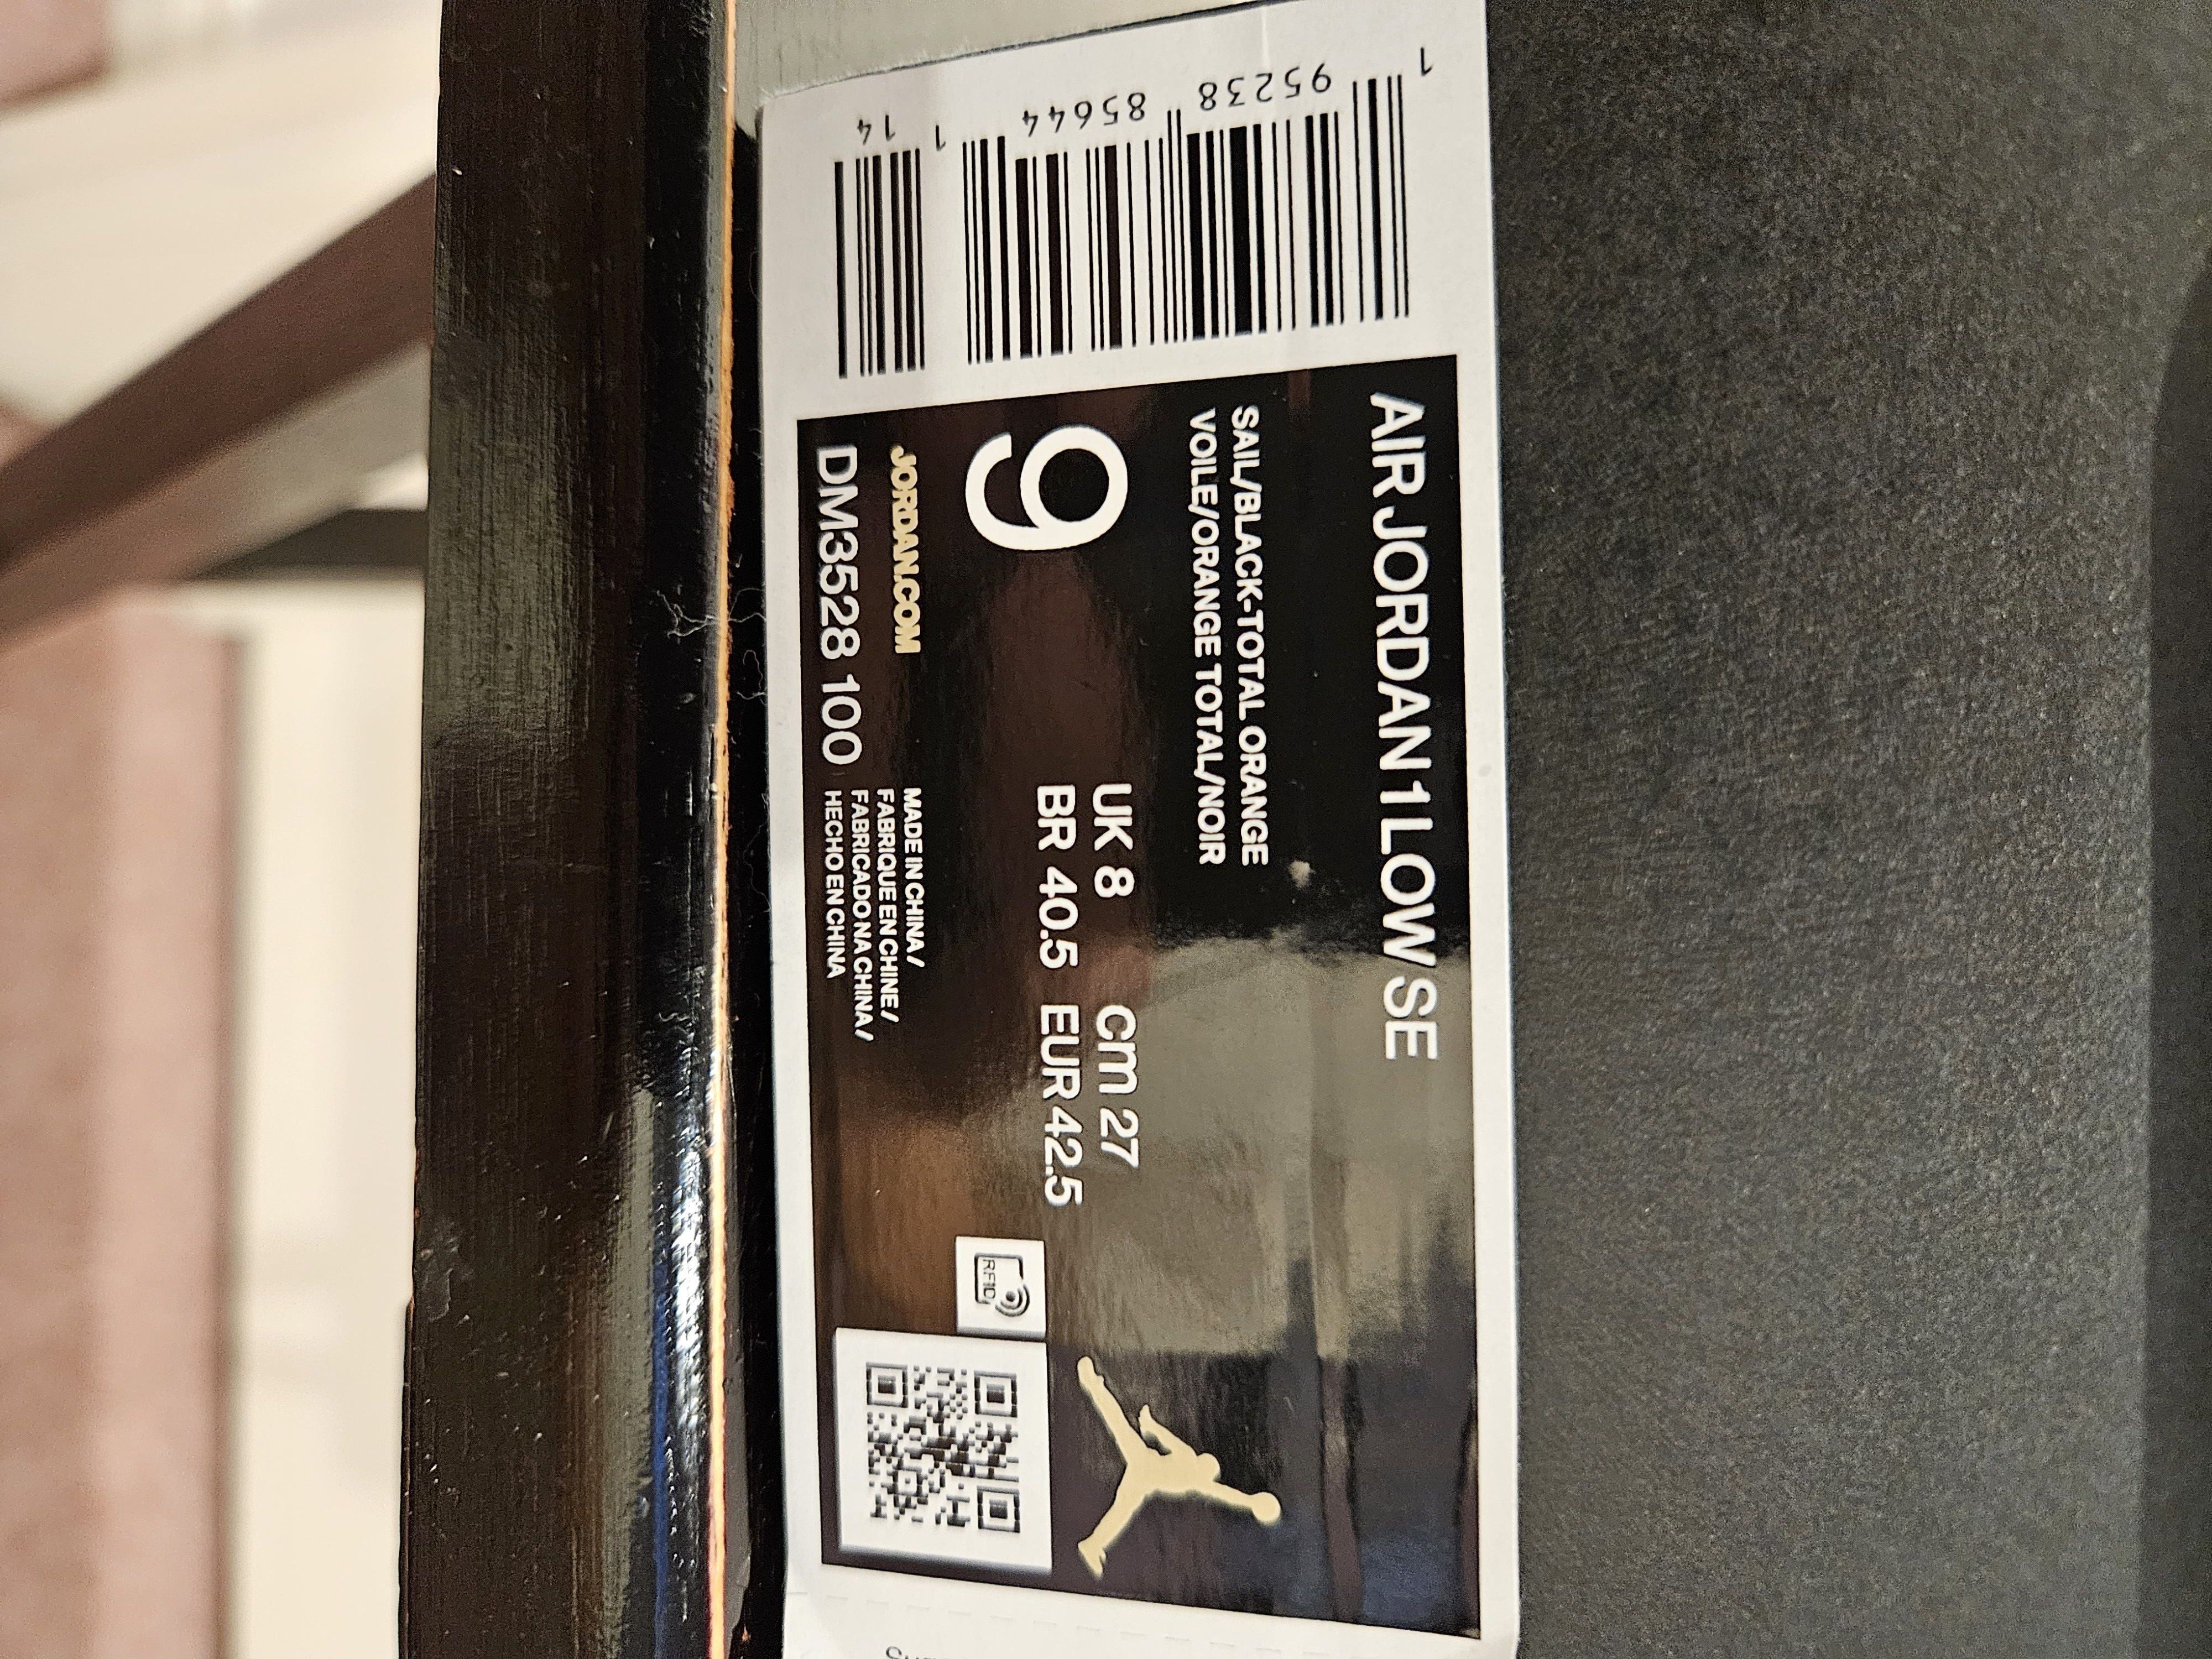 AIR JORDAN 1 LOW SE
SAIL/BLACK-TOTAL ORANGE
VOILE/ORANGE TOTAL/NOIR
9
UK 8 Cm 27
BR 40.5 EUR 42.5
JORDAN.COM
DM3528 100
MADE IN CHINA /
FABRIQUE EN CHINE /
FABRICADO NA CHINA /
HECHO EN CHINA
RFID
1 95238 85644 1 14